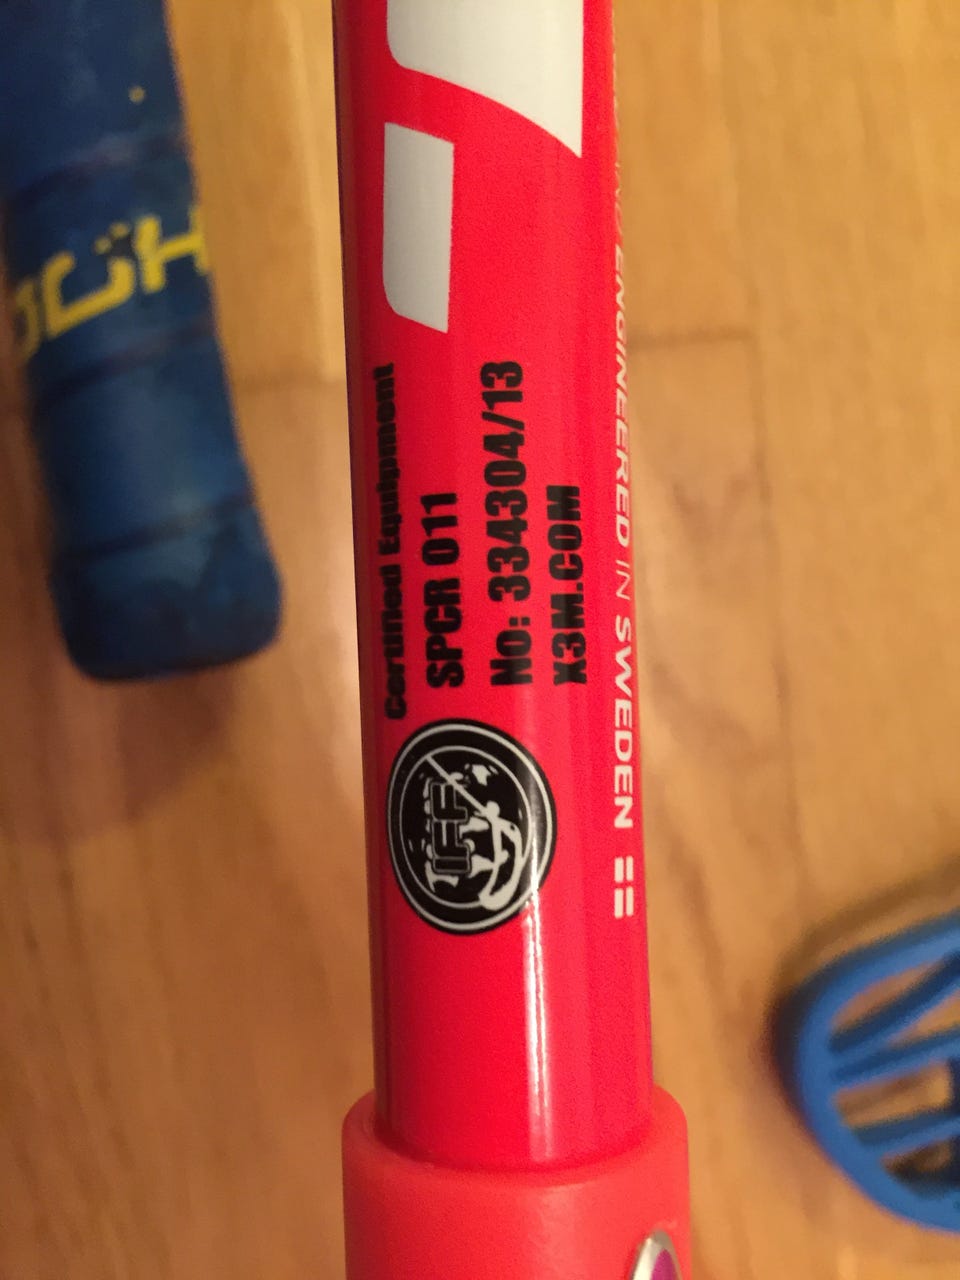 Certified Equipment
SPCR 011
No: 334304/13
X3M.COM
IFF
ENGINEERED IN SWEDEN